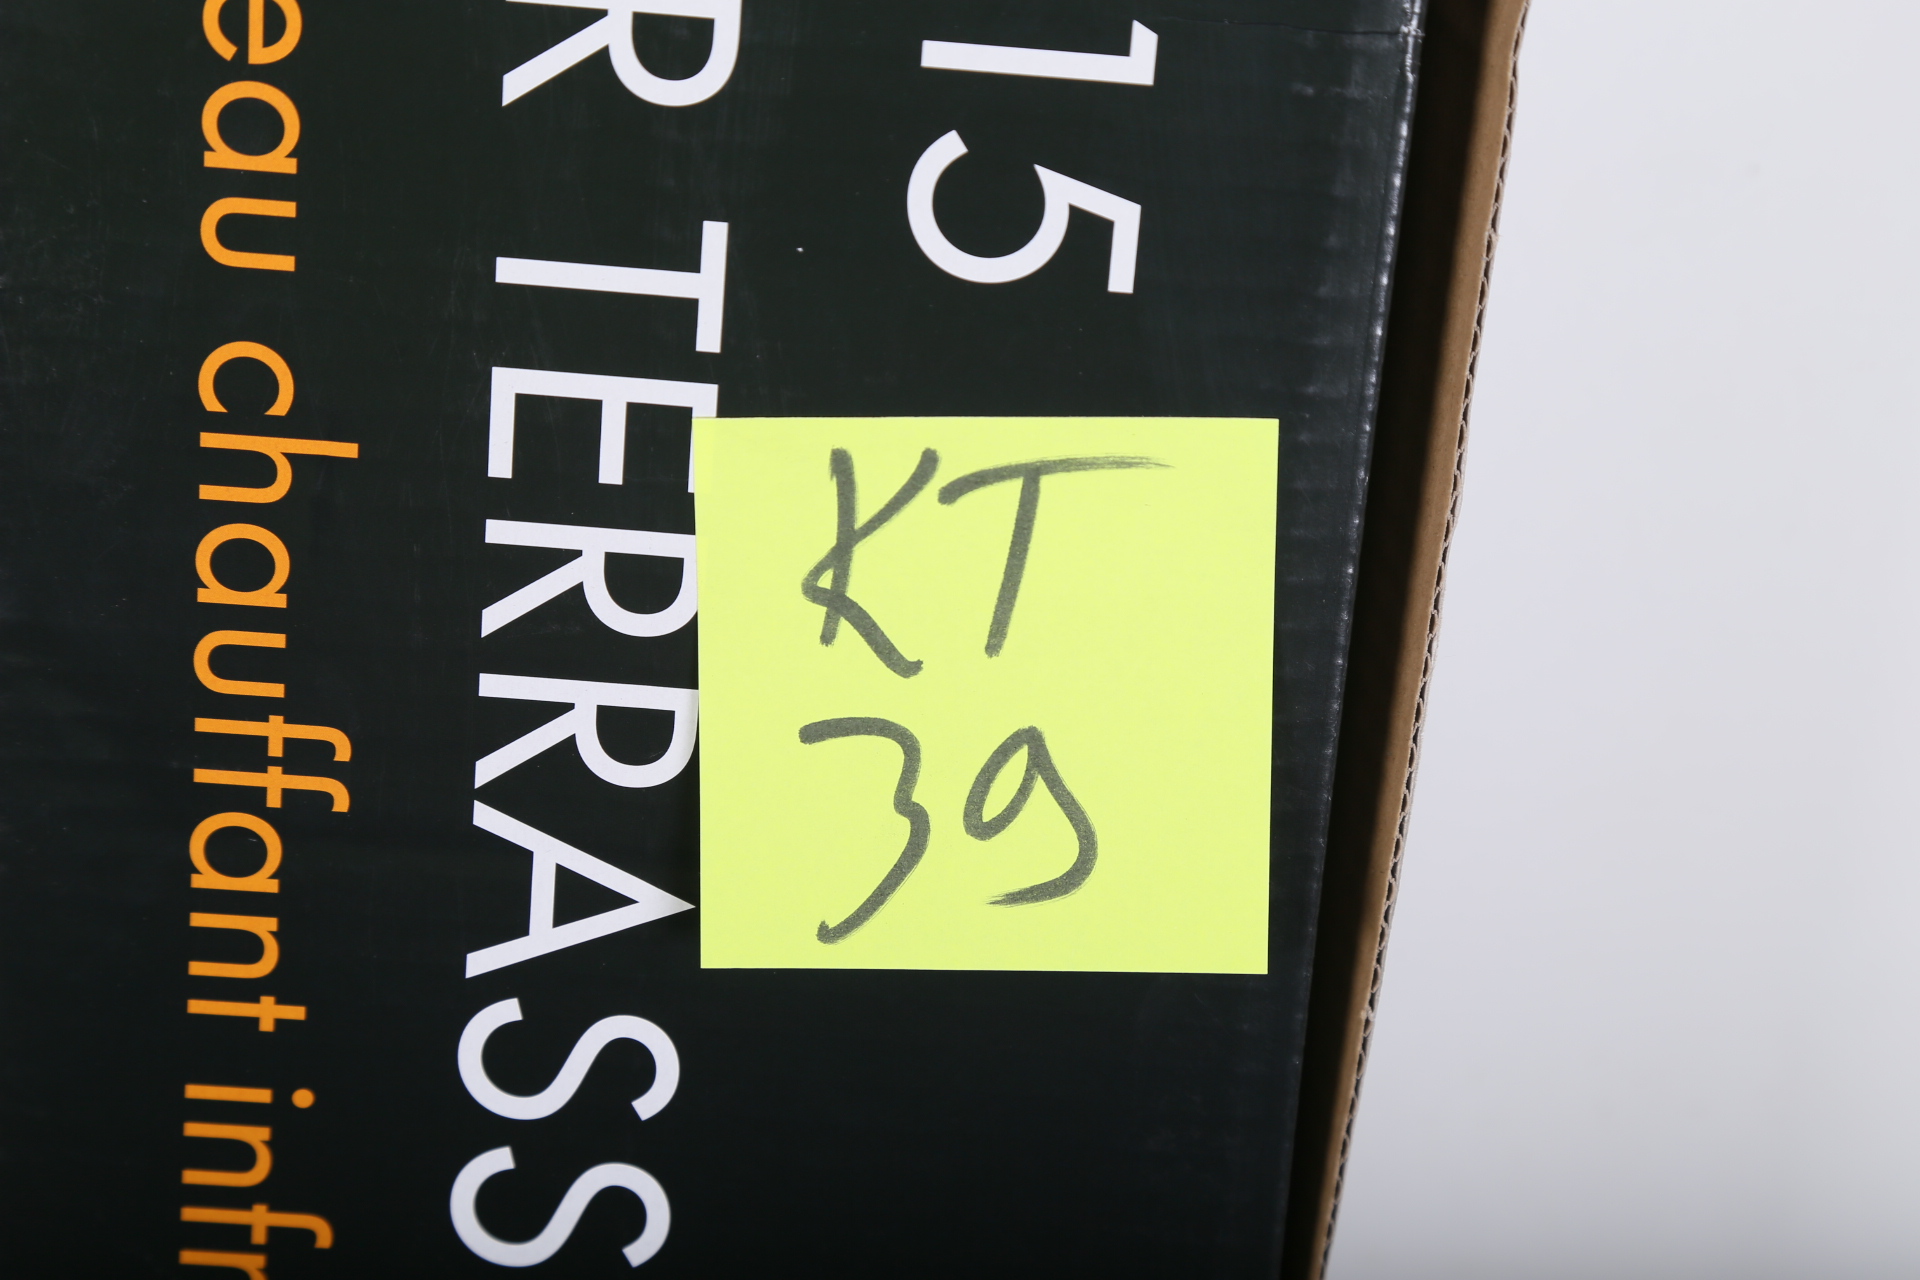 15
R TERRASS
eau chauffant infr
KT
39